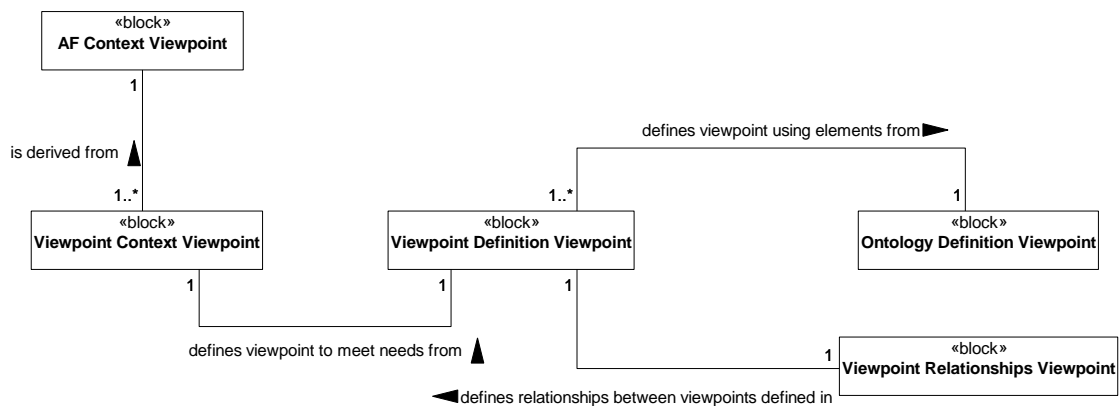 «block»
AF Context Viewpoint
1
is derived from
1..*
«block»
Viewpoint Context Viewpoint
1
defines viewpoint using elements from
1..*
1
«block»
Viewpoint Definition Viewpoint
1
1
«block»
Ontology Definition Viewpoint
defines viewpoint to meet needs from
1
«block»
Viewpoint Relationships Viewpoint
defines relationships between viewpoints defined in